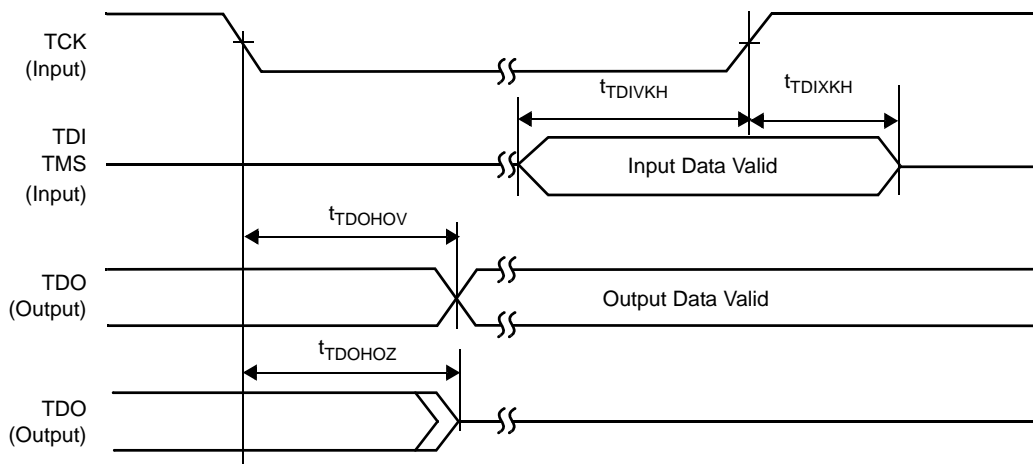 TCK
(Input)
tTDIVKH
tTDIXKH
TDI
TMS
(Input)
Input Data Valid
tTDOHOV
TDO
(Output)
Output Data Valid
tTDOHOZ
TDO
(Output)